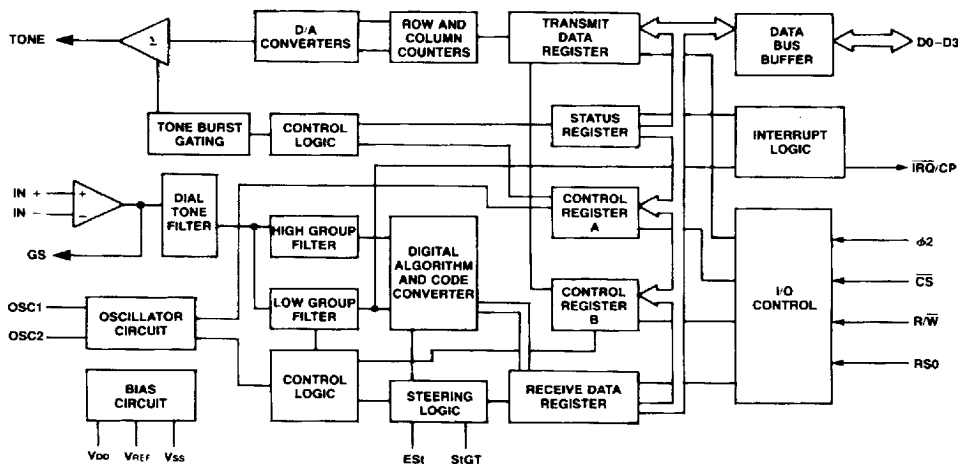 TONE
Σ
D/A
CONVERTERS
ROW AND
COLUMN
COUNTERS
TRANSMIT
DATA
REGISTER
DATA
BUS
BUFFER
D0–D3
TONE BURST
GATING
CONTROL
LOGIC
STATUS
REGISTER
INTERRUPT
LOGIC
IRQ/CP
IN +
IN −
+
−
GS
DIAL
TONE
FILTER
HIGH GROUP
FILTER
LOW GROUP
FILTER
DIGITAL
ALGORITHM
AND CODE
CONVERTER
CONTROL
REGISTER
A
CONTROL
REGISTER
B
I/O
CONTROL
ϕ2
CS
R/W
RS0
OSC1
OSC2
OSCILLATOR
CIRCUIT
BIAS
CIRCUIT
VDD
VREF
VSS
CONTROL
LOGIC
STEERING
LOGIC
ESt
StGT
RECEIVE DATA
REGISTER